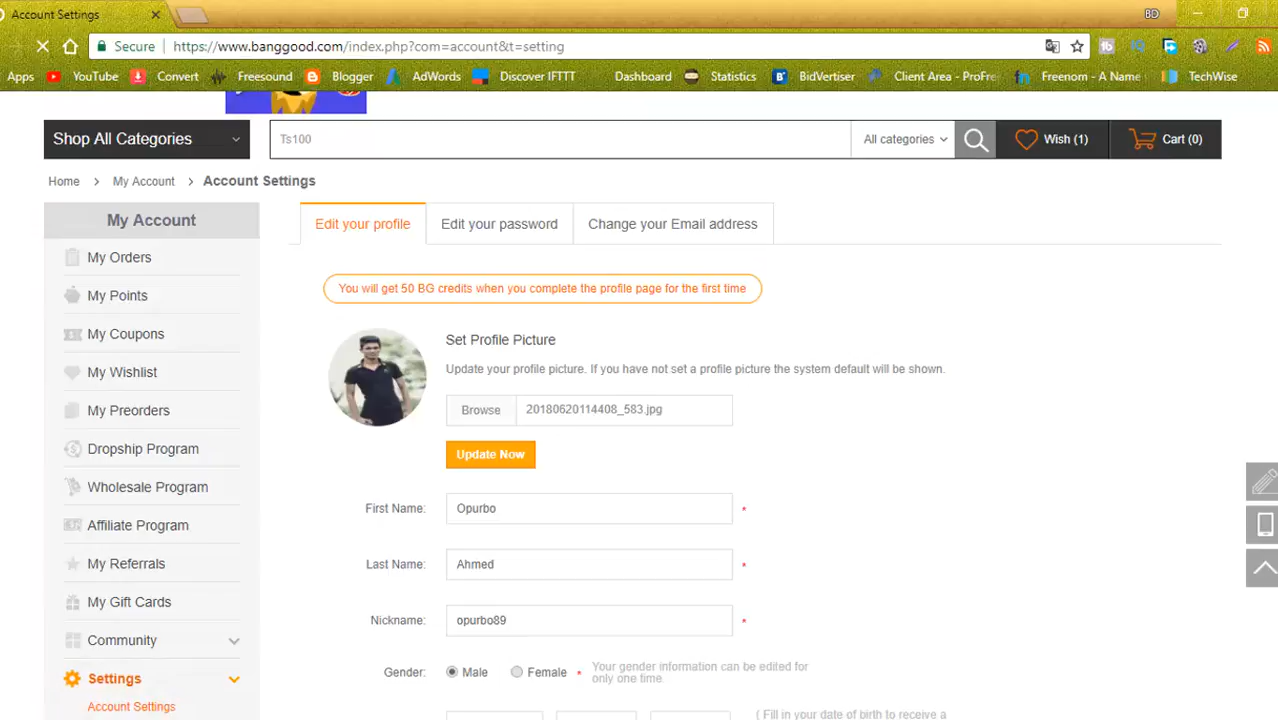 Account Settings
BD
Secure
https://www.banggood.com/index.php?com=account&t=setting
Apps YouTube Convert Freesound Blogger AdWords Discover IFTTT Dashboard Statistics BidVertiser Client Area - ProFre Freenom - A Name TechWise
Shop All Categories
Ts100
All categories
Wish (1)
Cart (0)
Home > My Account > Account Settings
My Account
My Orders
My Points
My Coupons
My Wishlist
My Preorders
Dropship Program
Wholesale Program
Affiliate Program
My Referrals
My Gift Cards
Community
Settings
Account Settings
Edit your profile
Edit your password
Change your Email address
You will get 50 BG credits when you complete the profile page for the first time
Set Profile Picture
Update your profile picture. If you have not set a profile picture the system default will be shown.
Browse 20180620114408_583.jpg
Update Now
First Name: Opurbo *
Last Name: Ahmed *
Nickname: opurbo89 *
Gender: Male Female * Your gender information can be edited for
only one time.
( Fill in your date of birth to receive a